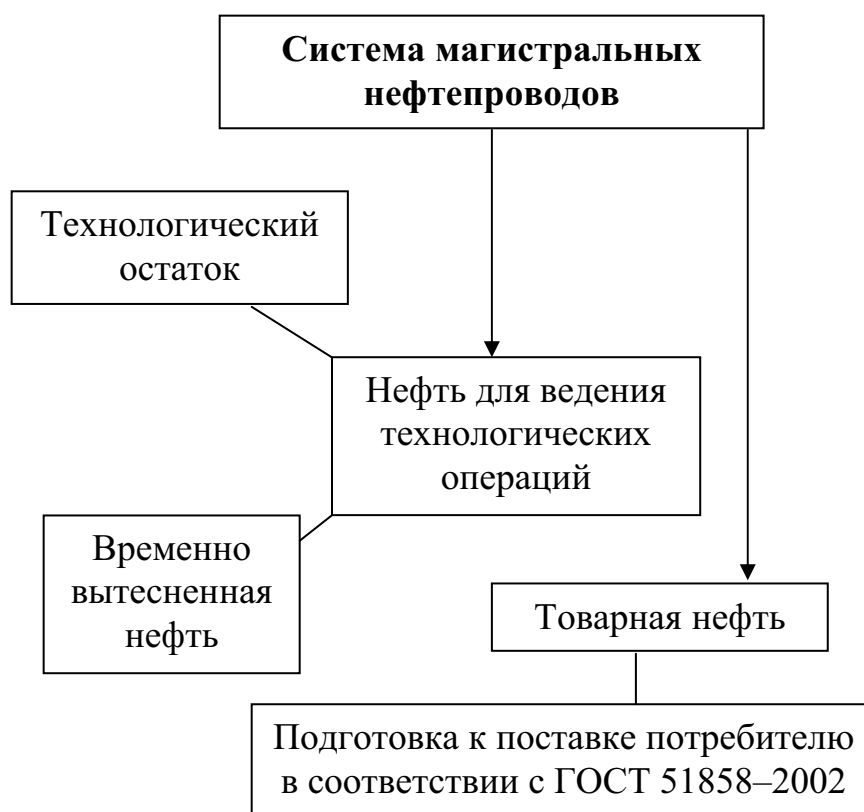 Система магистральных
нефтепроводов
Технологический
остаток
Нефть для ведения
технологических
операций
Временно
вытесненная
нефть
Товарная нефть
Подготовка к поставке потребителю
в соответствии с ГОСТ 51858–2002